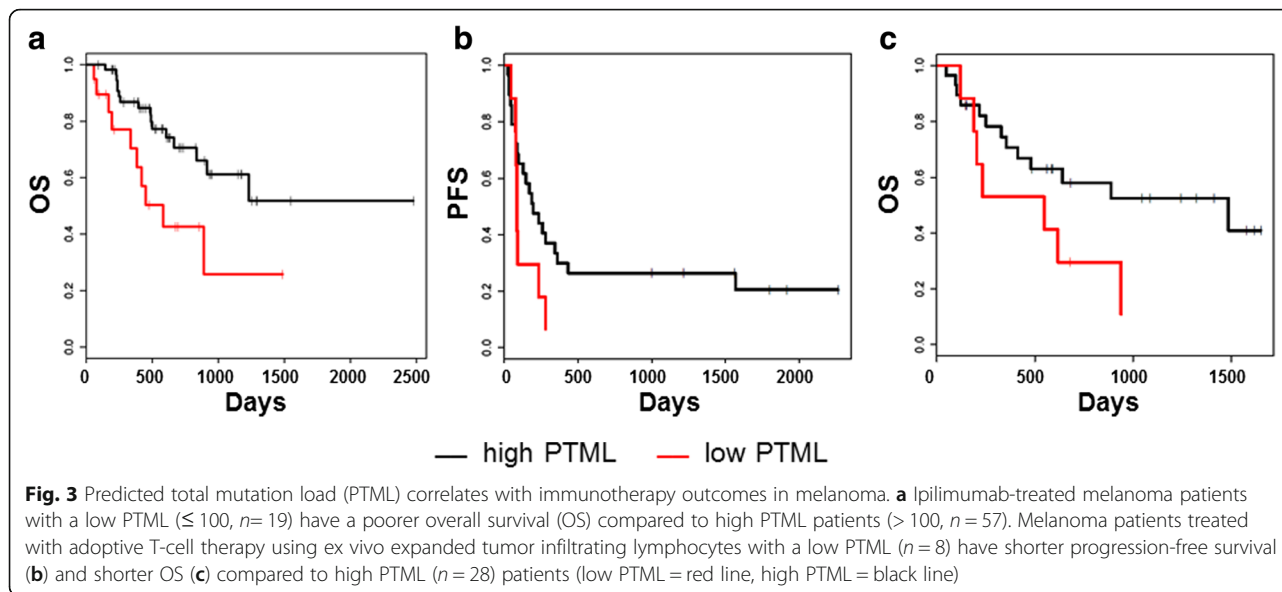 a
b
c
OS
1.0
0.8
0.6
0.4
0.2
0.0
0 500 1000 1500 2000 2500
Days
PFS
1.0
0.8
0.6
0.4
0.2
0.0
0 500 1000 1500 2000
Days
OS
1.0
0.8
0.6
0.4
0.2
0.0
0 500 1000 1500
Days
high PTML low PTML
Fig. 3 Predicted total mutation load (PTML) correlates with immunotherapy outcomes in melanoma. a Ipilimumab-treated melanoma patients
with a low PTML (≤ 100, n= 19) have a poorer overall survival (OS) compared to high PTML patients (> 100, n = 57). Melanoma patients treated
with adoptive T-cell therapy using ex vivo expanded tumor infiltrating lymphocytes with a low PTML (n = 8) have shorter progression-free survival
(b) and shorter OS (c) compared to high PTML (n = 28) patients (low PTML = red line, high PTML = black line)